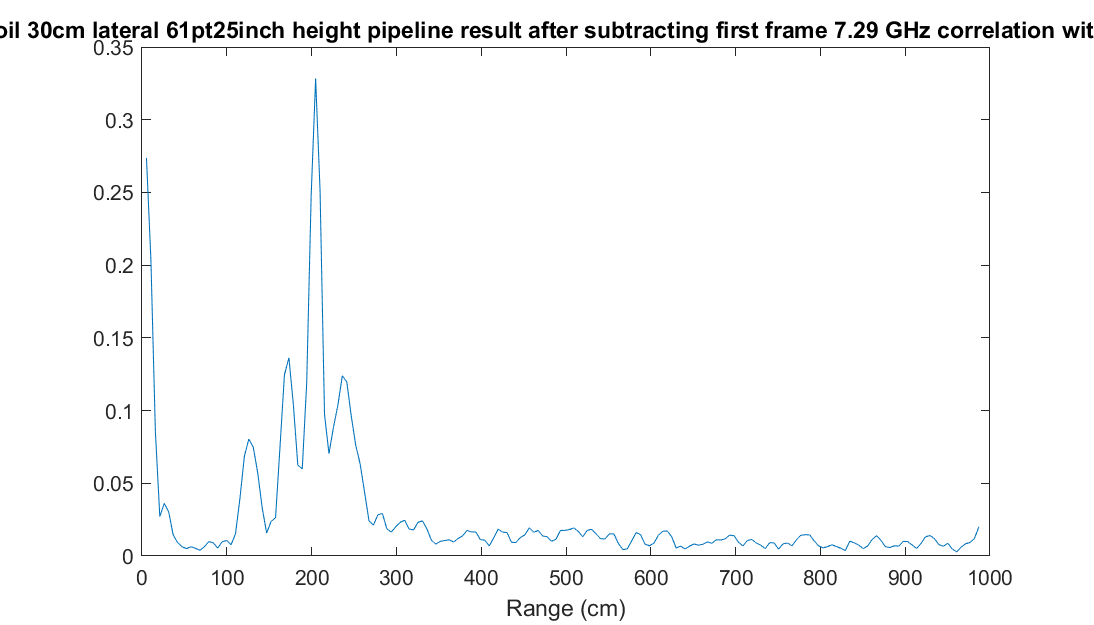 30cm lateral 61pt25inch height pipeline result after subtracting first frame 7.29 GHz correlation
0.35
0.3
0.25
0.2
0.15
0.1
0.05
0
0 100 200 300 400 500 600 700 800 900 1000
Range (cm)